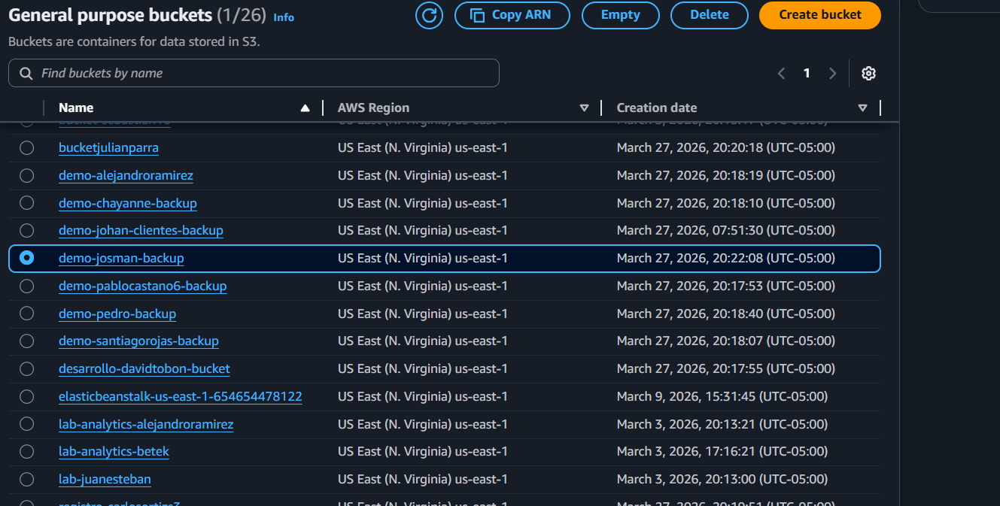 General purpose buckets (1/26) Info
Copy ARN
Empty
Delete
Create bucket
Buckets are containers for data stored in S3.
Find buckets by name
1
Name AWS Region Creation date
bucketjulianparra US East (N. Virginia) us-east-1 March 27, 2026, 20:20:18 (UTC-05:00)
demo-alejandroramirez US East (N. Virginia) us-east-1 March 27, 2026, 20:18:19 (UTC-05:00)
demo-chayanne-backup US East (N. Virginia) us-east-1 March 27, 2026, 20:18:10 (UTC-05:00)
demo-johan-clientes-backup US East (N. Virginia) us-east-1 March 27, 2026, 07:51:30 (UTC-05:00)
demo-josman-backup US East (N. Virginia) us-east-1 March 27, 2026, 20:22:08 (UTC-05:00)
demo-pablocastano6-backup US East (N. Virginia) us-east-1 March 27, 2026, 20:17:53 (UTC-05:00)
demo-pedro-backup US East (N. Virginia) us-east-1 March 27, 2026, 20:18:40 (UTC-05:00)
demo-santiagorojas-backup US East (N. Virginia) us-east-1 March 27, 2026, 20:18:07 (UTC-05:00)
desarrollo-davidtobon-bucket US East (N. Virginia) us-east-1 March 27, 2026, 20:17:55 (UTC-05:00)
elasticbeanstalk-us-east-1-654654478122 US East (N. Virginia) us-east-1 March 9, 2026, 15:31:45 (UTC-05:00)
lab-analytics-alejandroramirez US East (N. Virginia) us-east-1 March 3, 2026, 20:13:21 (UTC-05:00)
lab-analytics-betek US East (N. Virginia) us-east-1 March 3, 2026, 17:16:21 (UTC-05:00)
lab-juanesteban US East (N. Virginia) us-east-1 March 3, 2026, 20:13:00 (UTC-05:00)